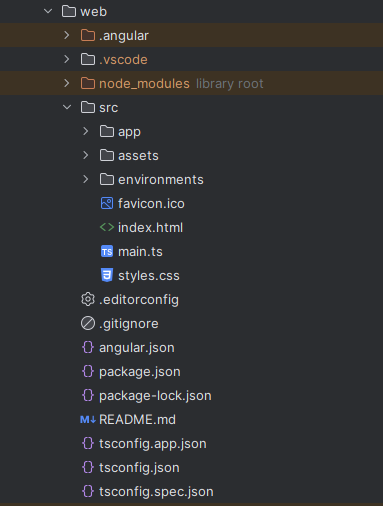 web
.angular
.vscode
node_modules library root
src
app
assets
environments
favicon.ico
<> index.html
TS main.ts
styles.css
.editorconfig
.gitignore
{} angular.json
{} package.json
{} package-lock.json
M↓ README.md
{} tsconfig.app.json
{} tsconfig.json
{} tsconfig.spec.json